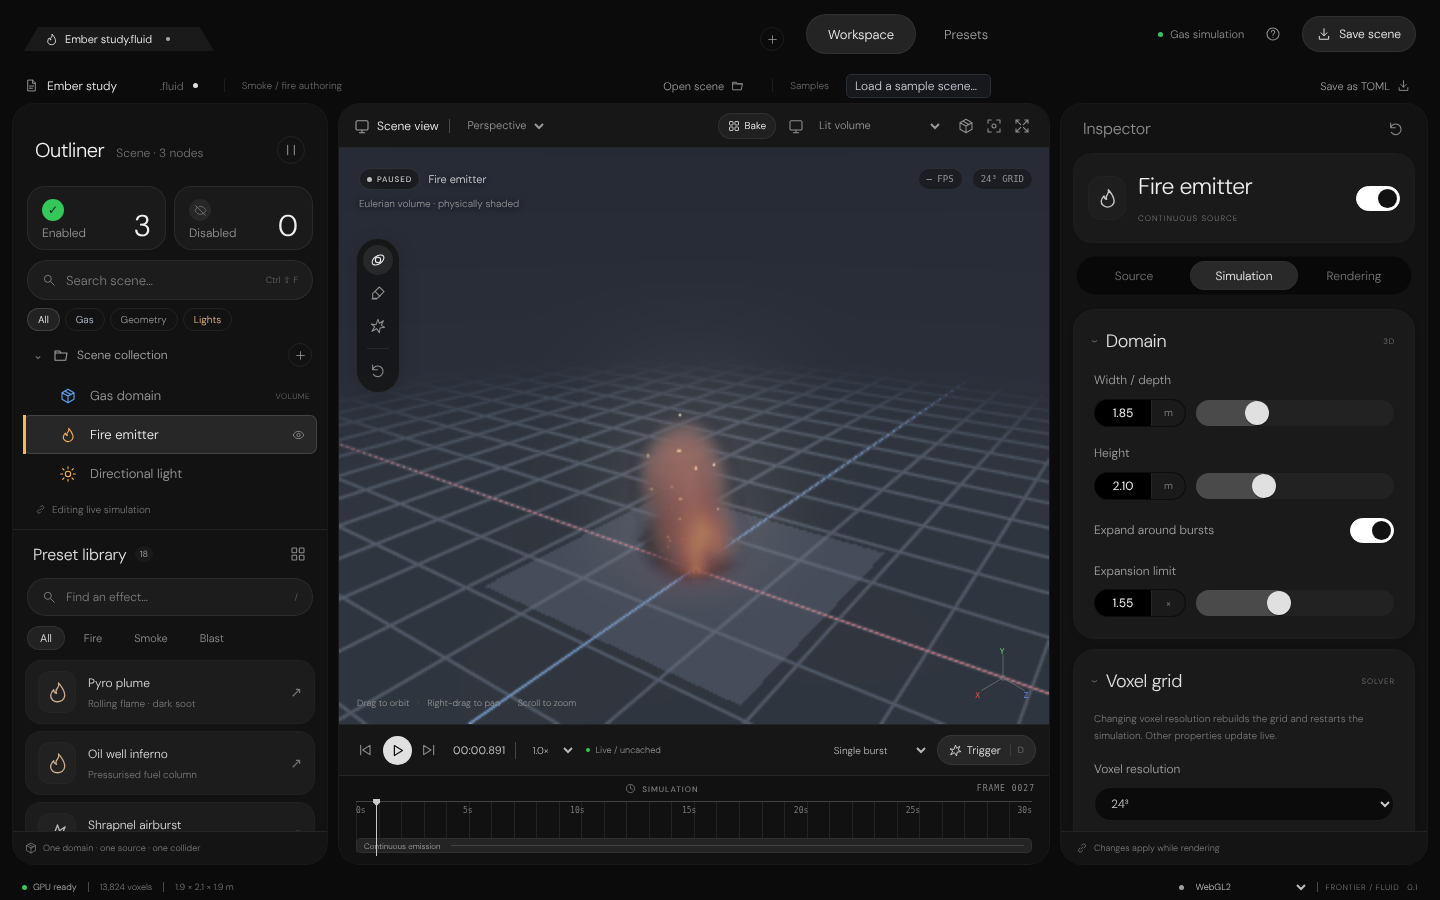 Ember study.fluid
Workspace
Presets
Gas simulation
Save scene
Ember study
.fluid
Smoke / fire authoring
Open scene
Samples
Load a sample scene...
Save as TOML
Outliner
Scene · 3 nodes
Enabled
3
Disabled
0
Search scene...
Ctrl ⇧ F
All
Gas
Geometry
Lights
Scene collection
Gas domain
VOLUME
Fire emitter
Directional light
Editing live simulation
Preset library
18
Find an effect...
/
All
Fire
Smoke
Blast
Pyro plume
Rolling flame · dark soot
Oil well inferno
Pressurised fuel column
Shrapnel airburst
One domain · one source · one collider
Scene view
Perspective
Bake
Lit volume
PAUSED
Fire emitter
— FPS
24³ GRID
Eulerian volume · physically shaded
Y
X
Z
Drag to orbit
Right-drag to pan
Scroll to zoom
00:00.891
1.0×
Live / uncached
Single burst
Trigger
D
SIMULATION
FRAME 0027
0s
5s
10s
15s
20s
25s
30s
Continuous emission
Inspector
Fire emitter
CONTINUOUS SOURCE
Source
Simulation
Rendering
Domain
3D
Width / depth
1.85
m
Height
2.10
m
Expand around bursts
Expansion limit
1.55
×
Voxel grid
SOLVER
Changing voxel resolution rebuilds the grid and restarts the
simulation. Other properties update live.
Voxel resolution
24³
Changes apply while rendering
GPU ready
13,824 voxels
1.9 × 2.1 × 1.9 m
WebGL2
FRONTIER / FLUID
0.1